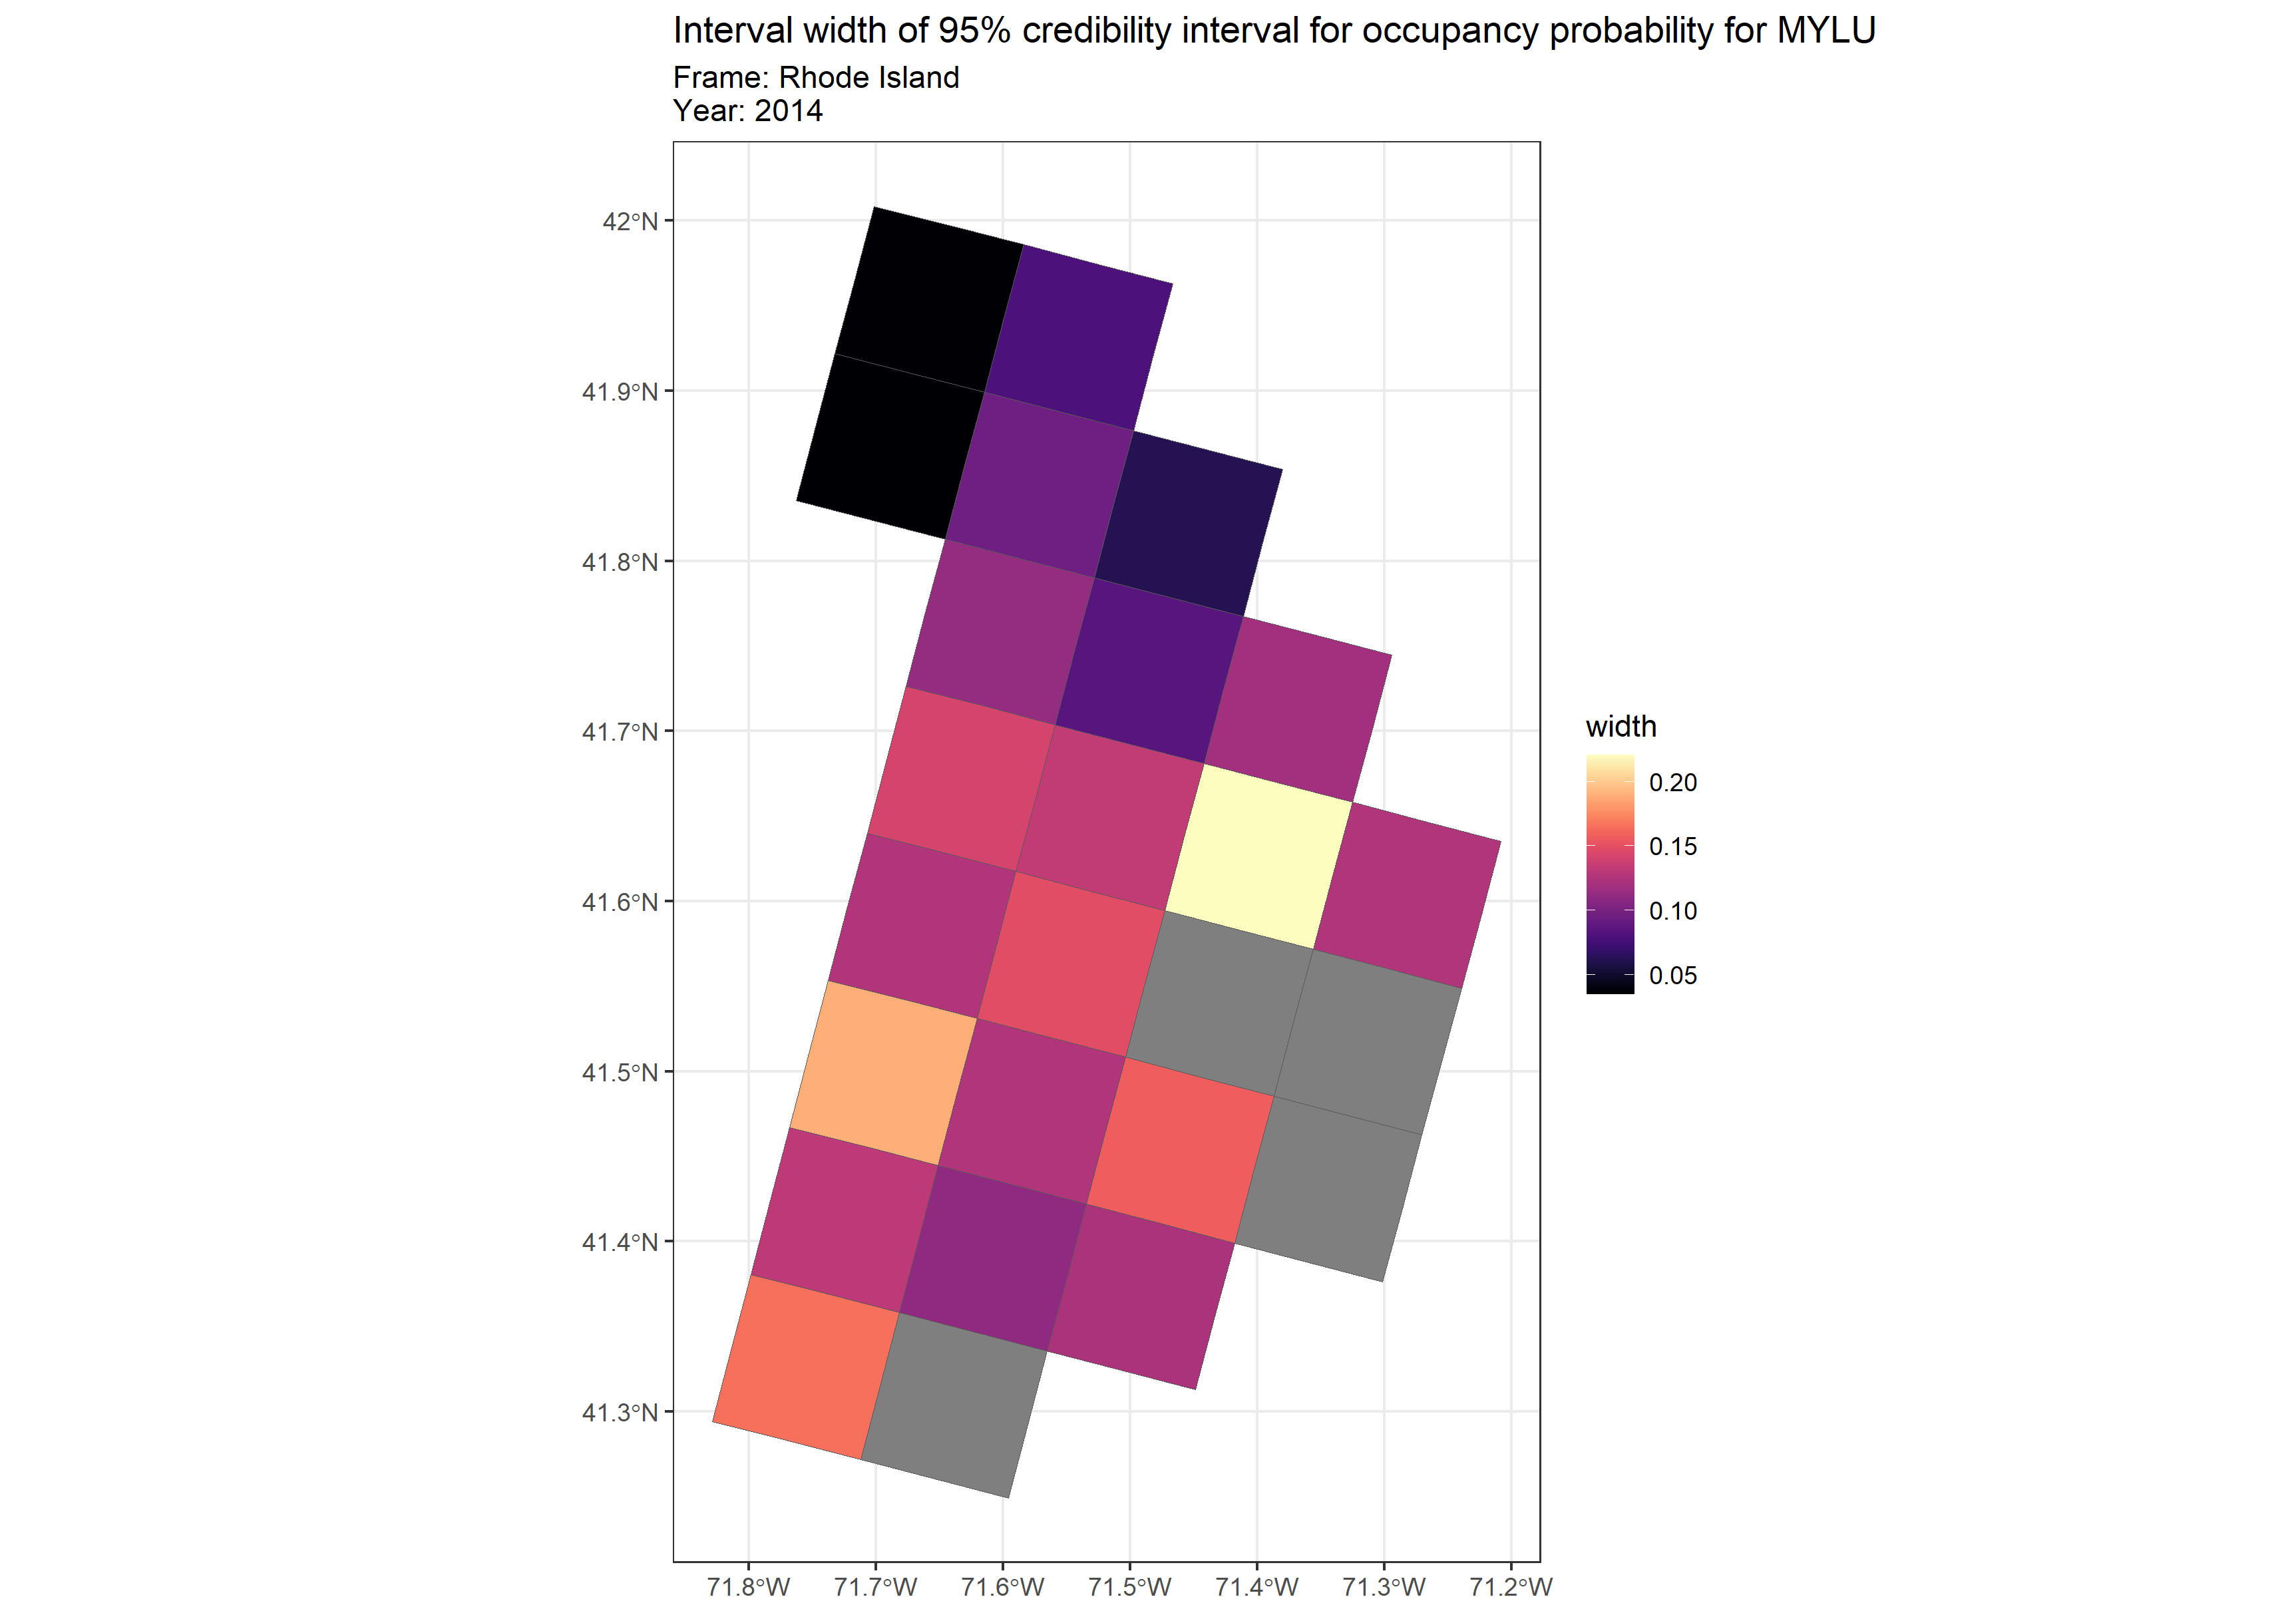 Interval width of 95% credibility interval for occupancy probability for MYLU
Frame: Rhode Island
Year: 2014
42°N
41.9°N
41.8°N
41.7°N
41.6°N
41.5°N
41.4°N
41.3°N
width
0.20
0.15
0.10
0.05
71.8°W 71.7°W 71.6°W 71.5°W 71.4°W 71.3°W 71.2°W